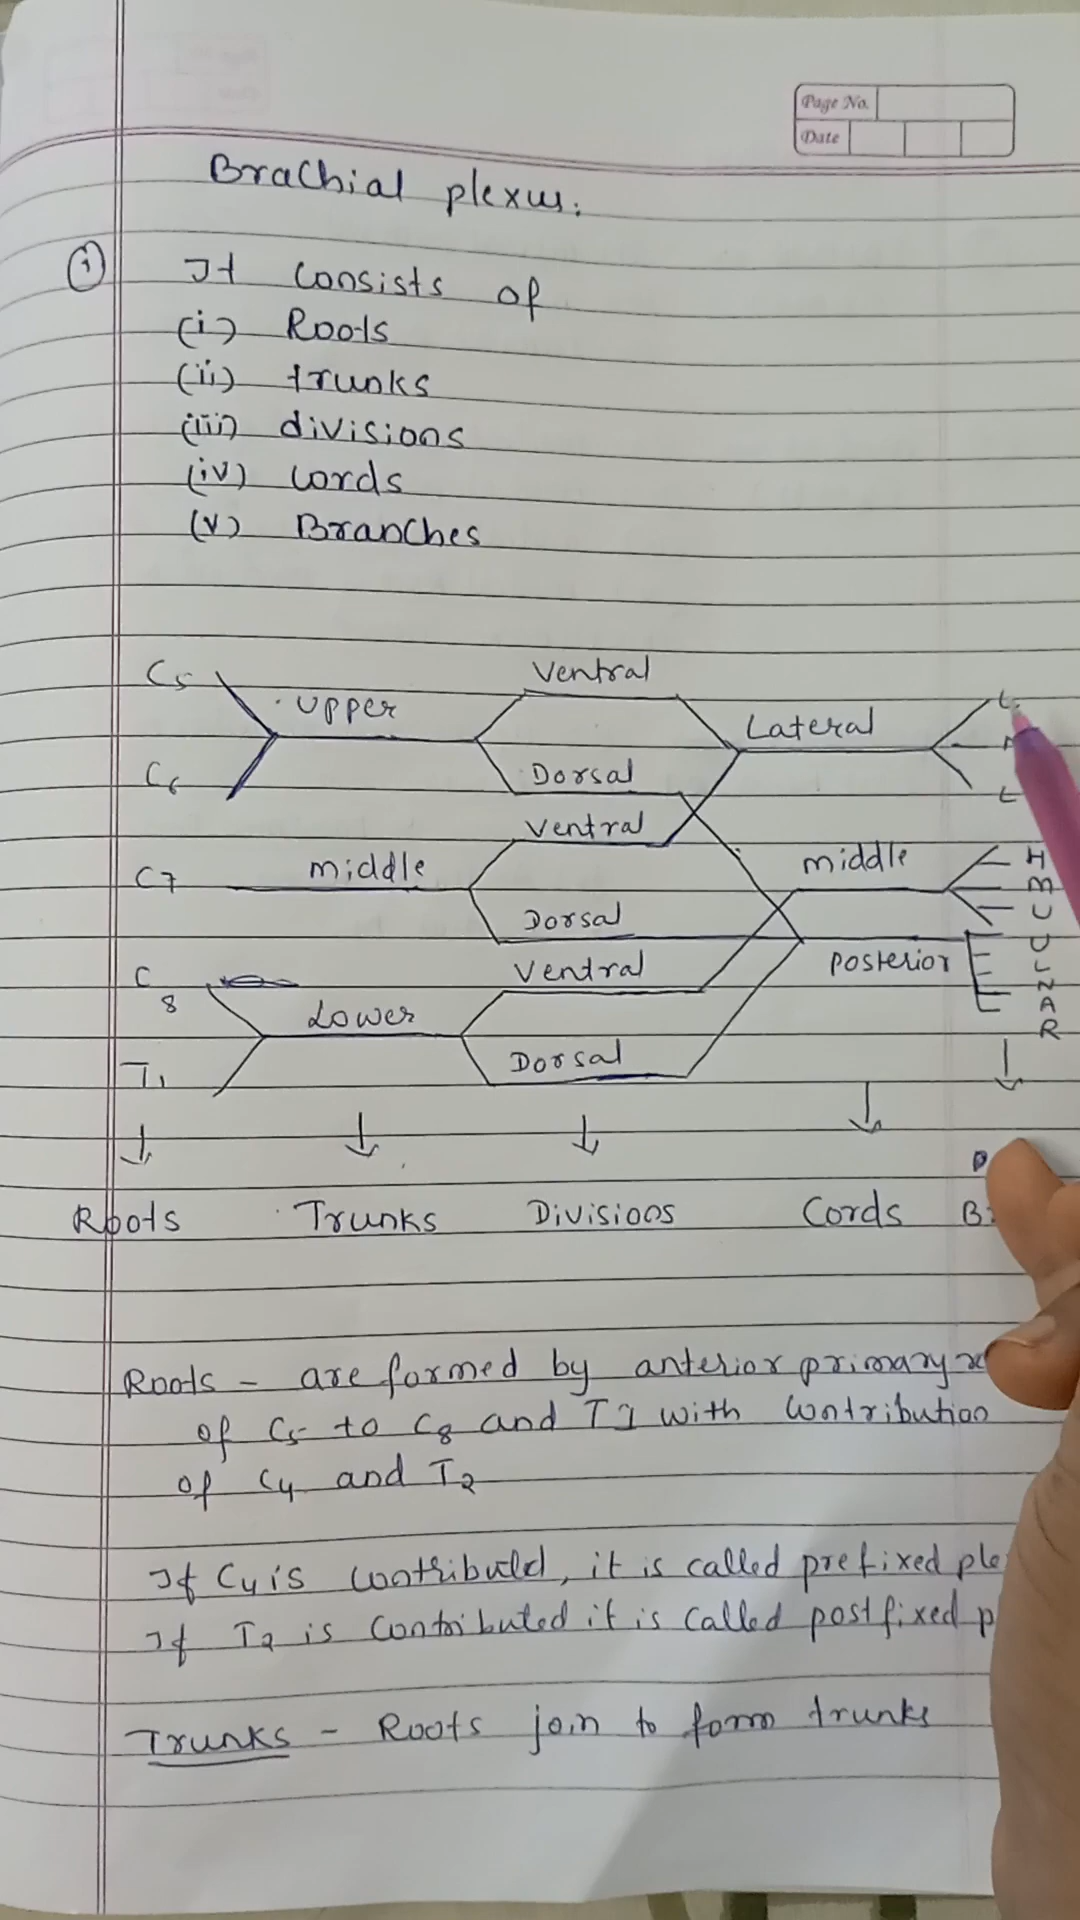 Page No.
Date
Brachial plexus.
(1) It consists of
(i) Roots
(ii) trunks
(iii) divisions
(iv) cords
(v) Branches
C5 Upper Ventral Lateral L
C6 Dorsal L
Ventral
C7 middle middle H
M
Dorsal U
C8 Ventral posterior U
L
Lower N
A
T1 Dorsal R
Roots Trunks Divisions Cords
Roots - are formed by anterior primary
of C5 to C8 and T1 with contribution
of C4 and T2
If C4 is contributed, it is called prefixed
If T2 is contributed it is called postfixed
Trunks - Roots join to form trunks